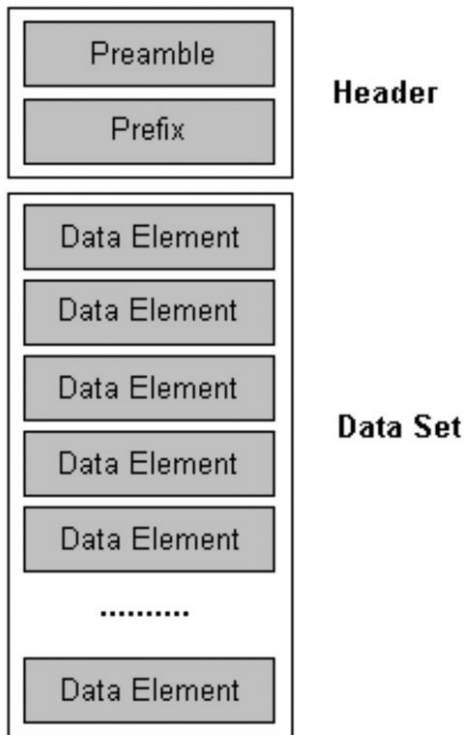 Preamble
Header
Prefix
Data Element
Data Element
Data Element
Data Set
Data Element
Data Element
..........
Data Element